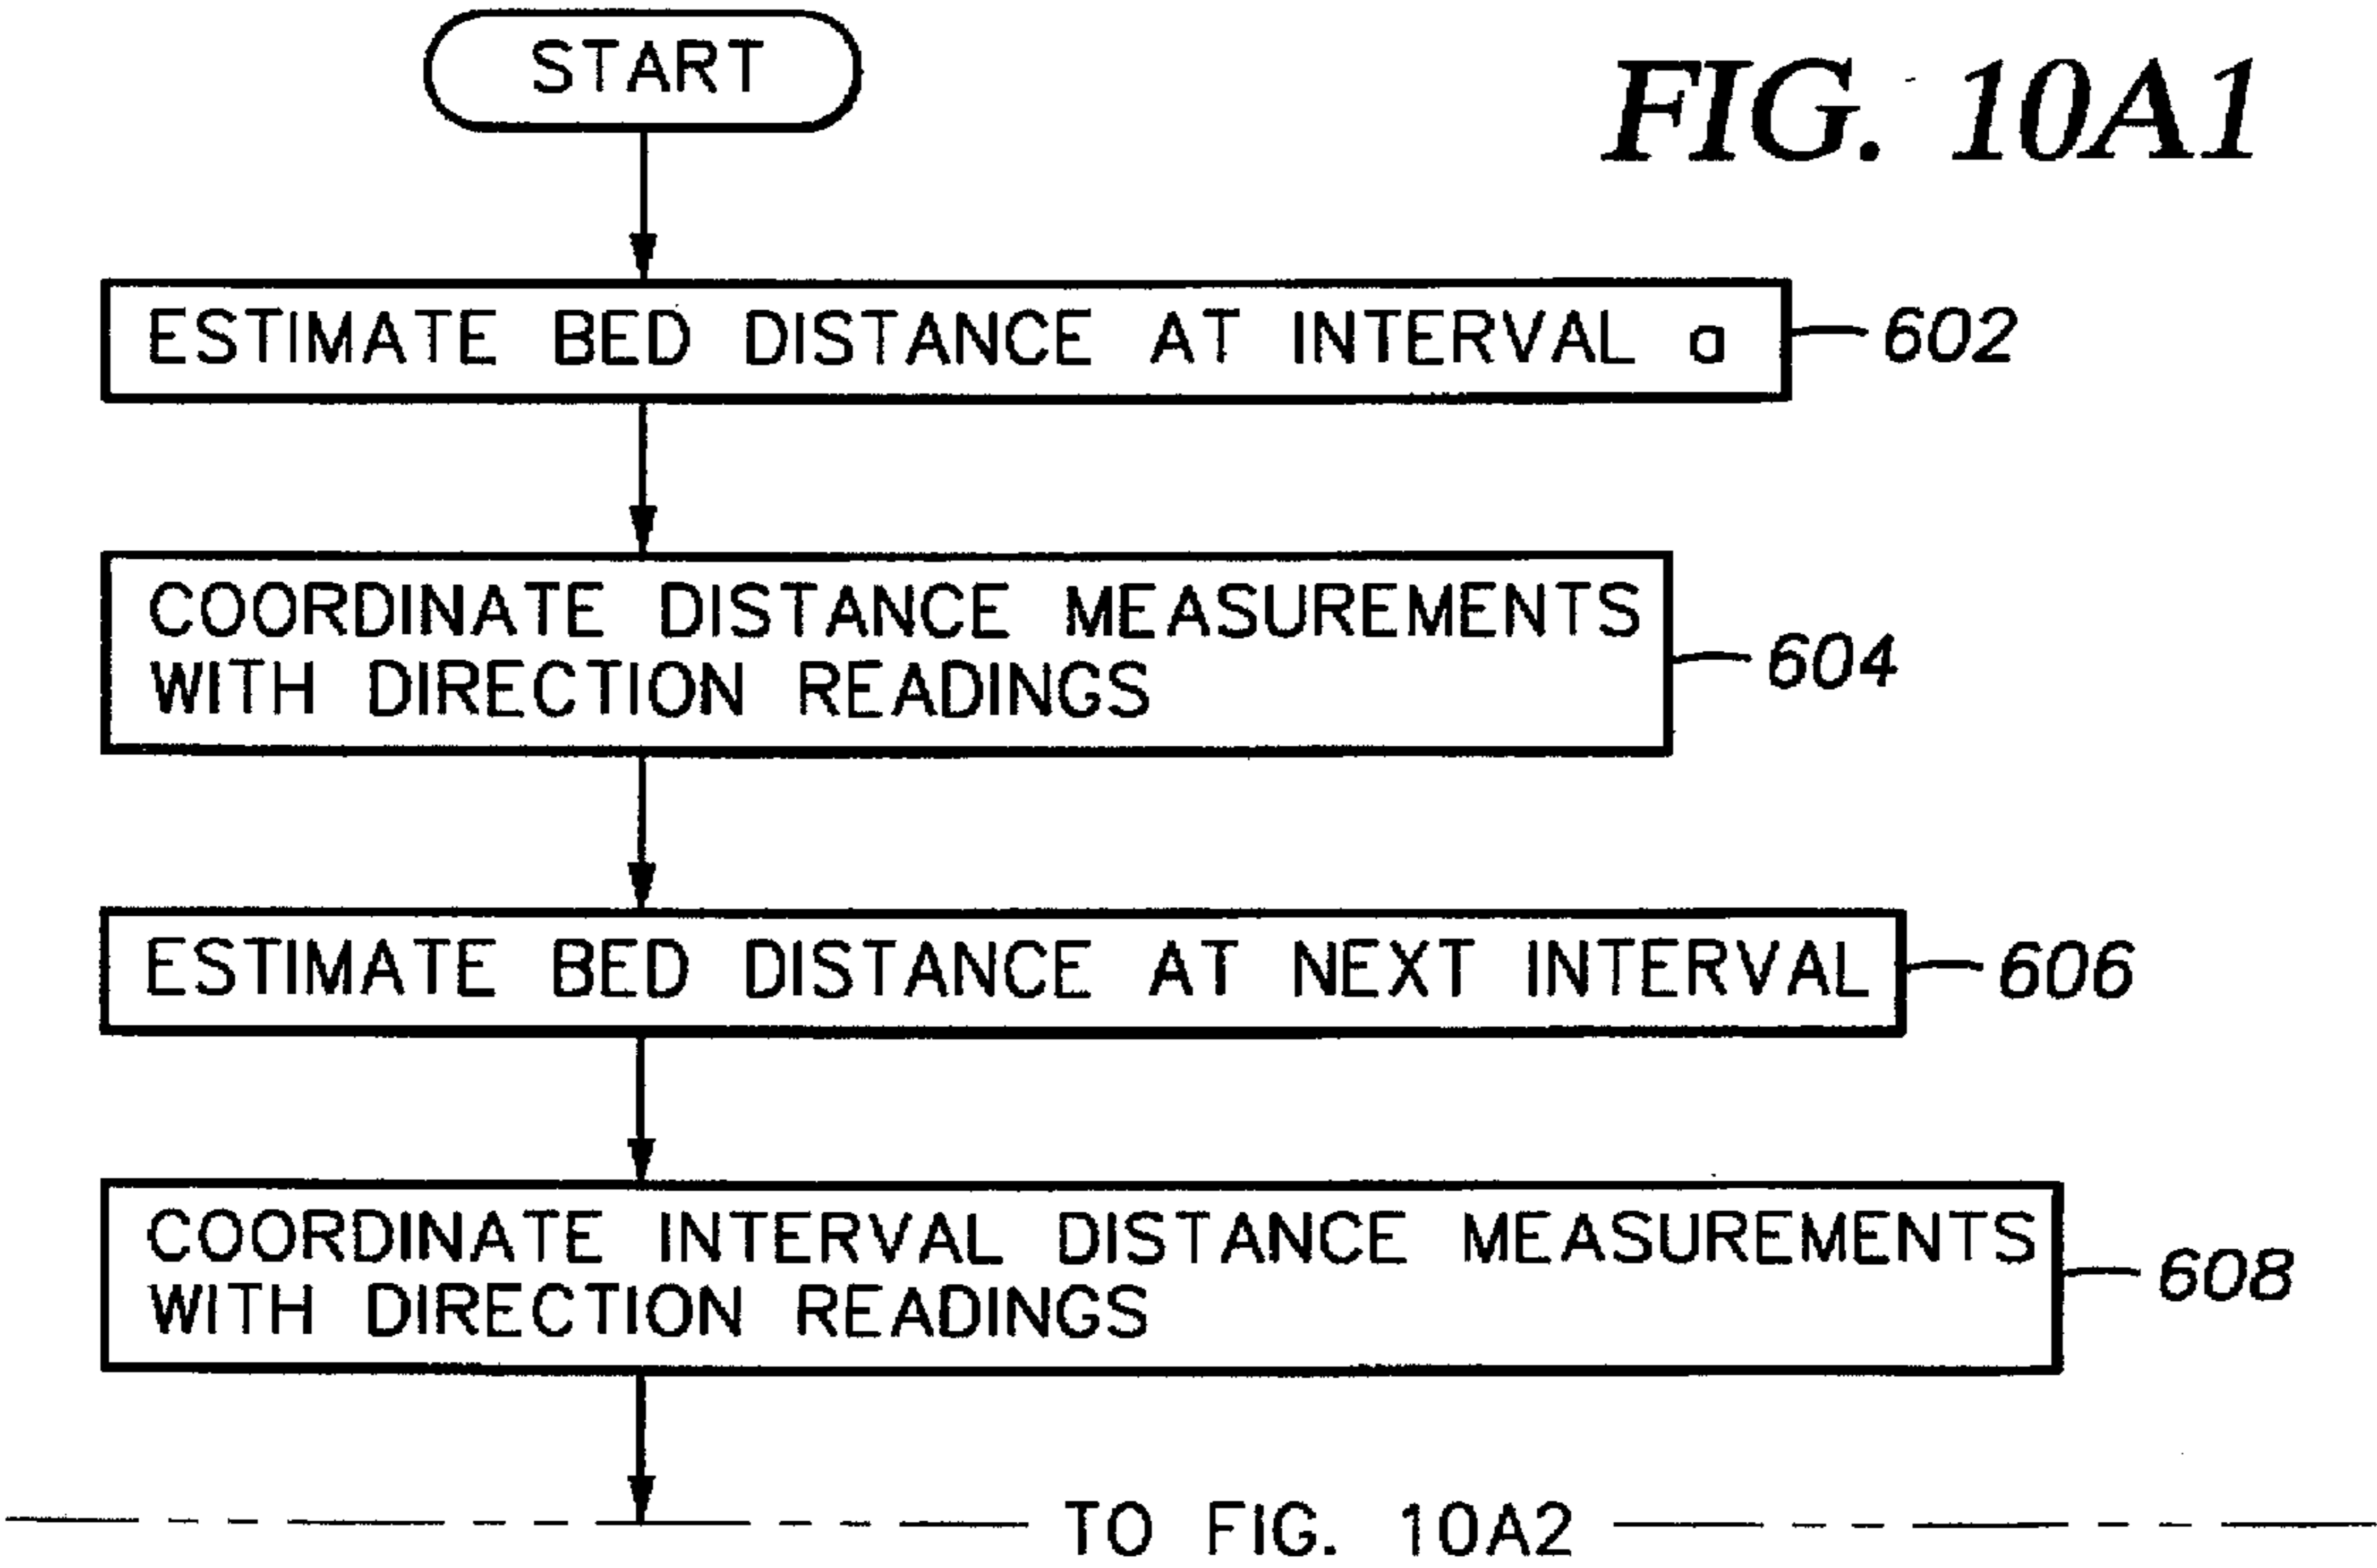 START
FIG. 10A1
ESTIMATE BED DISTANCE AT INTERVAL a
602
COORDINATE DISTANCE MEASUREMENTS
WITH DIRECTION READINGS
604
ESTIMATE BED DISTANCE AT NEXT INTERVAL
606
COORDINATE INTERVAL DISTANCE MEASUREMENTS
WITH DIRECTION READINGS
608
TO FIG. 10A2